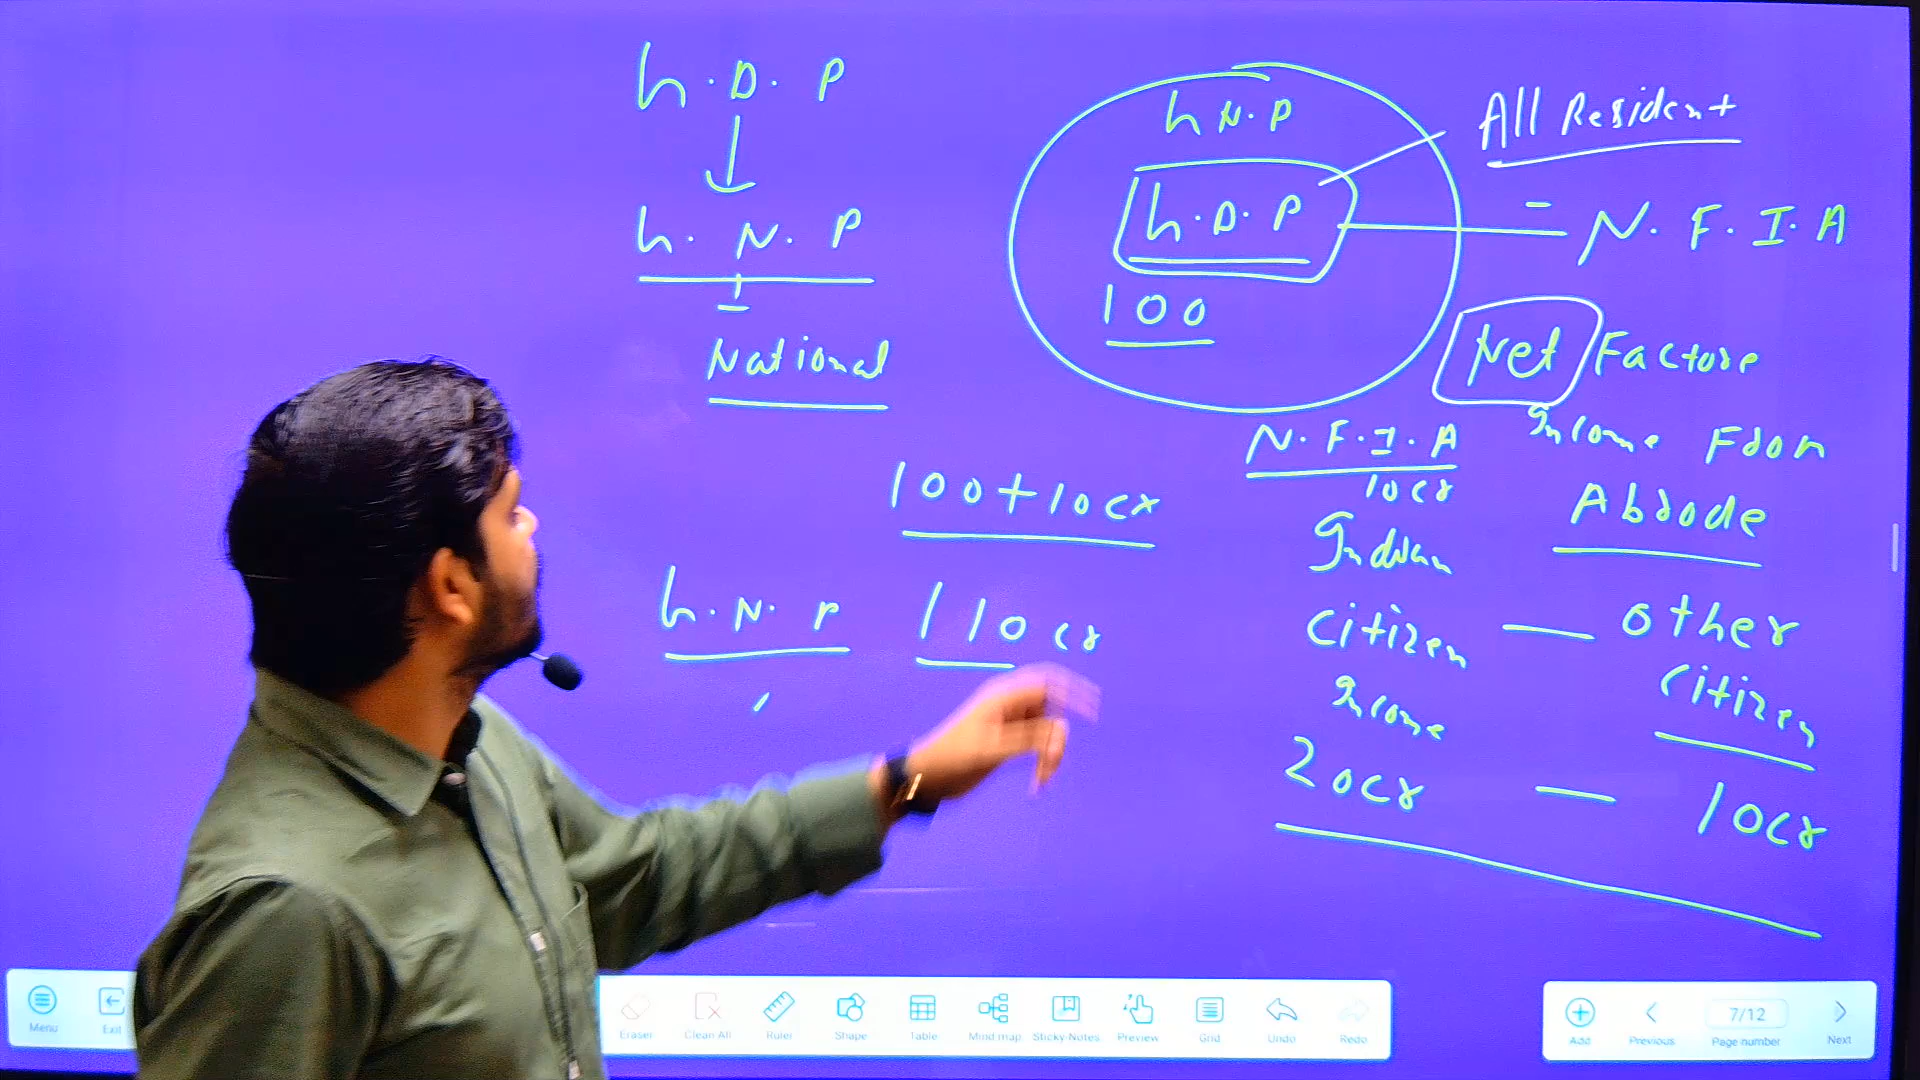 G.D.P
G.N.P
National
100+10cr
G.N.P 110cr
G N.P
G.D.P
100
All Resident
- N.F.I.A
Net Factore
Income From
Abrode
N.F.I.A
10cr
Indian
Citizen — other
Citizen
Income
20cr — 10cr
Menu
Exit
Eraser
Clean All
Ruler
Shape
Table
Mind map
Sticky-Notes
Preview
Grid
Undo
Redo
Add
Previous
7/12
Page number
Next